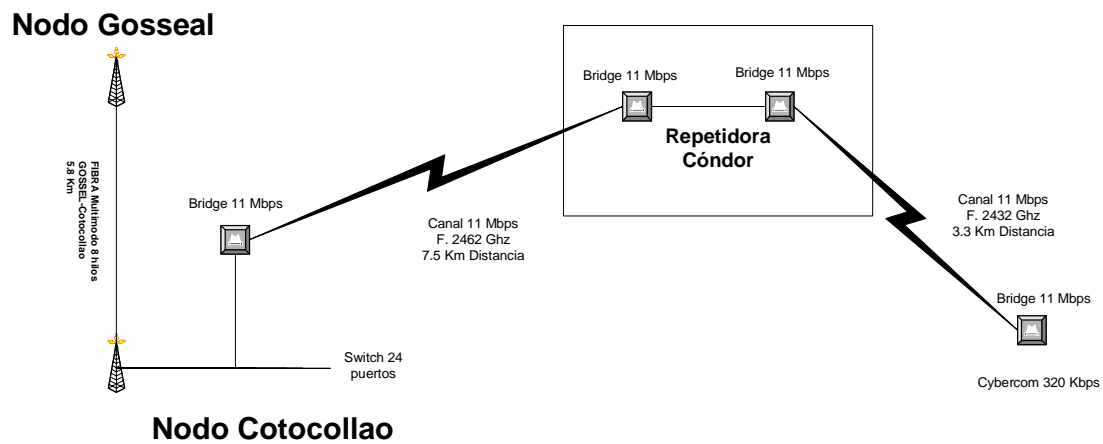 Nodo Gosseal
Bridge 11 Mbps
Bridge 11 Mbps
Repetidora
Cóndor
FIBRA Multimodo 8 hilos
GOSSEL-Cotocollao
5.8 Km
Bridge 11 Mbps
Canal 11 Mbps
F. 2462 Ghz
7.5 Km Distancia
Canal 11 Mbps
F. 2432 Ghz
3.3 Km Distancia
Bridge 11 Mbps
Switch 24
puertos
Cybercom 320 Kbps
Nodo Cotocollao